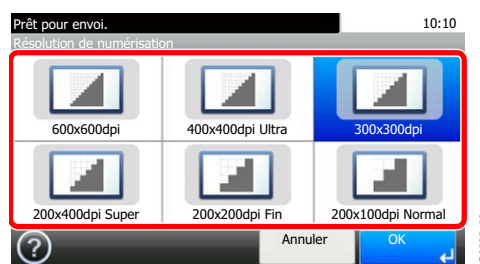 Prêt pour envoi. 10:10
Résolution de numérisation
600x600dpi 400x400dpi Ultra 300x300dpi
200x400dpi Super 200x200dpi Fin 200x100dpi Normal
? Annuler OK